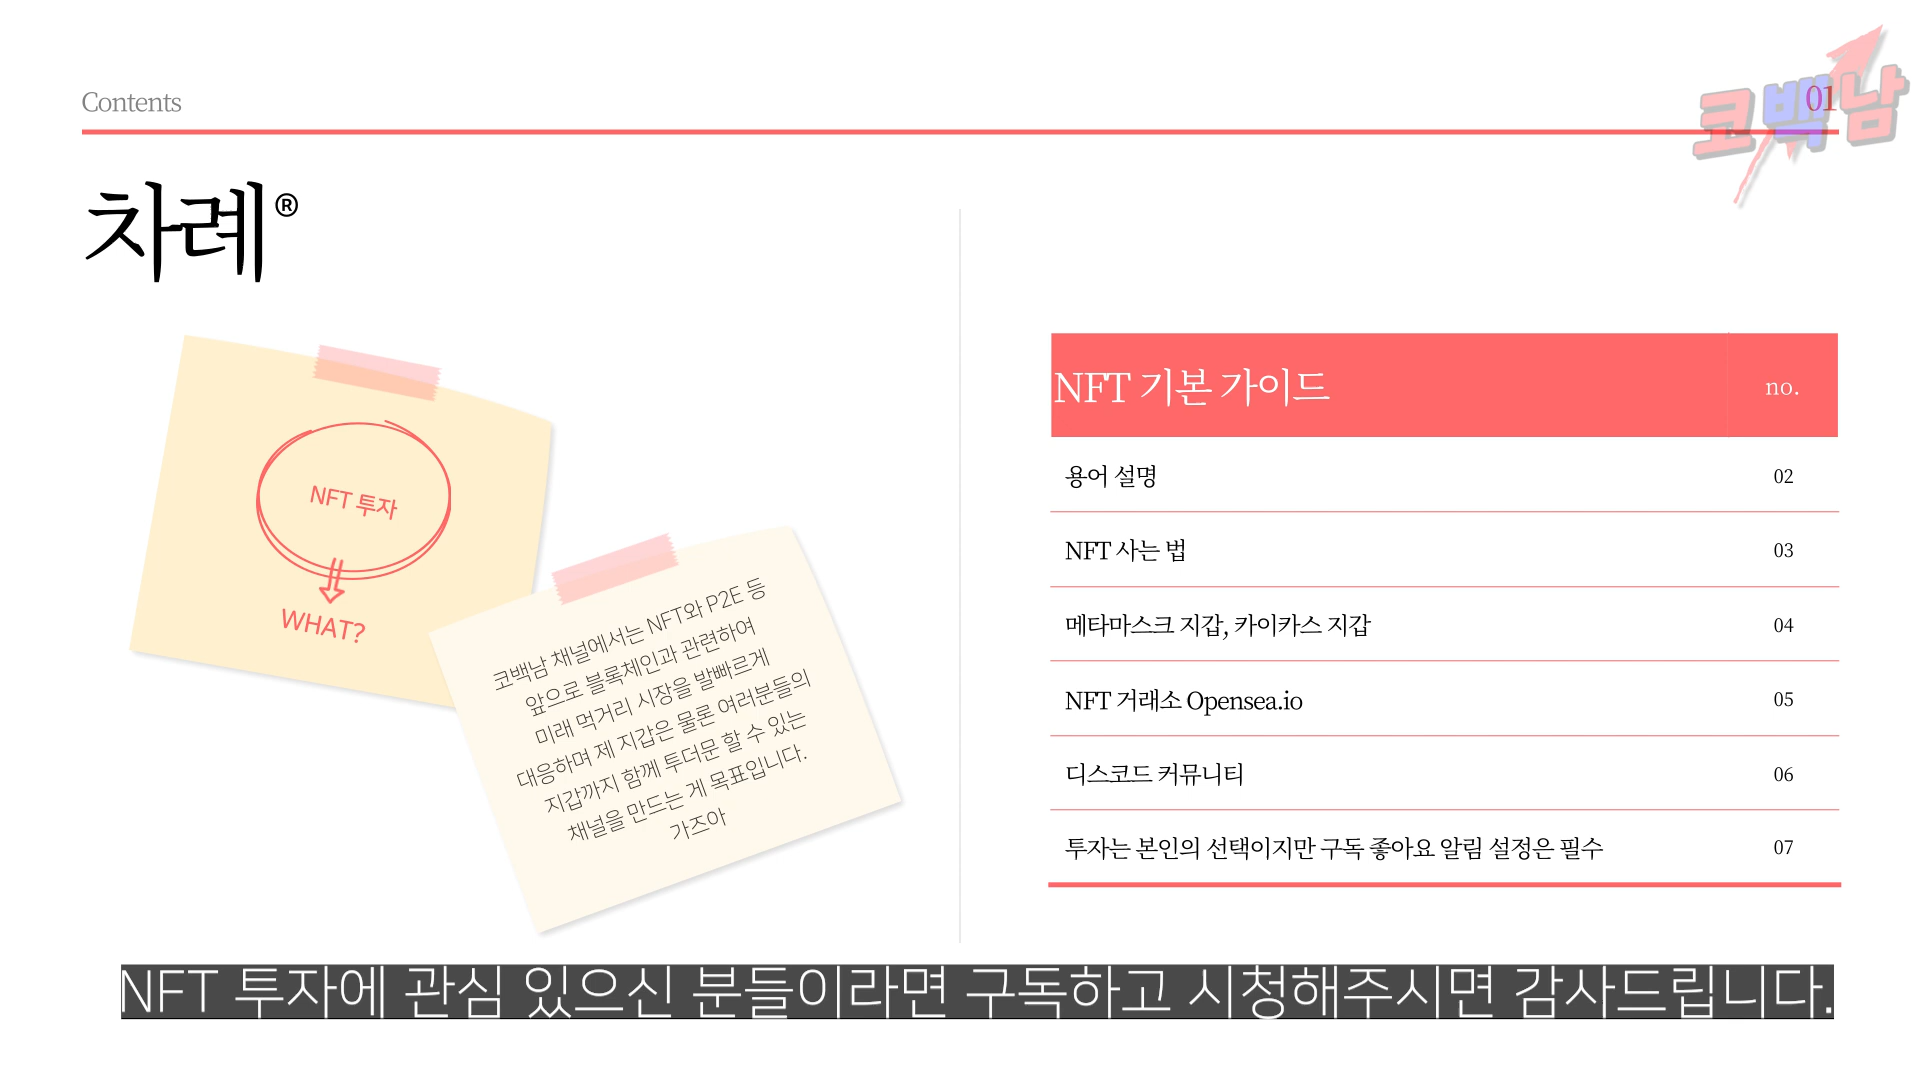 Contents
01
코백남
차례®
NFT 투자
WHAT?
코백남 채널에서는 NFT와 P2E 등
앞으로 블록체인과 관련하여
미래 먹거리 시장을 발빠르게
대응하며 제 지갑은 물론 여러분들의
지갑까지 함께 투더문 할 수 있는
채널을 만드는 게 목표입니다.
가즈아
NFT 기본 가이드 no.
용어 설명 02
NFT 사는 법 03
메타마스크 지갑, 카이카스 지갑 04
NFT 거래소 Opensea.io 05
디스코드 커뮤니티 06
투자는 본인의 선택이지만 구독 좋아요 알림 설정은 필수 07
NFT 투자에 관심 있으신 분들이라면 구독하고 시청해주시면 감사드립니다.